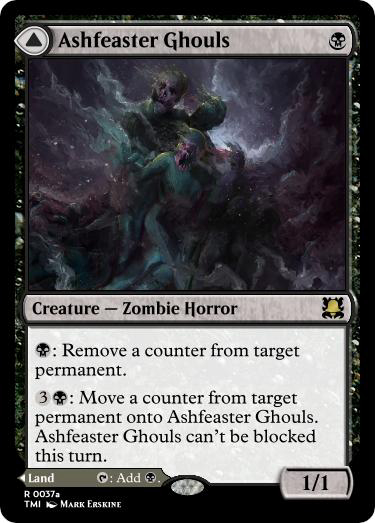 Ashfeaster Ghouls
Creature — Zombie Horror
: Remove a counter from target
permanent.
3: Move a counter from target
permanent onto Ashfeaster Ghouls.
Ashfeaster Ghouls can't be blocked
this turn.
Land : Add .
1/1
R 0037a
TMI Mark Erskine